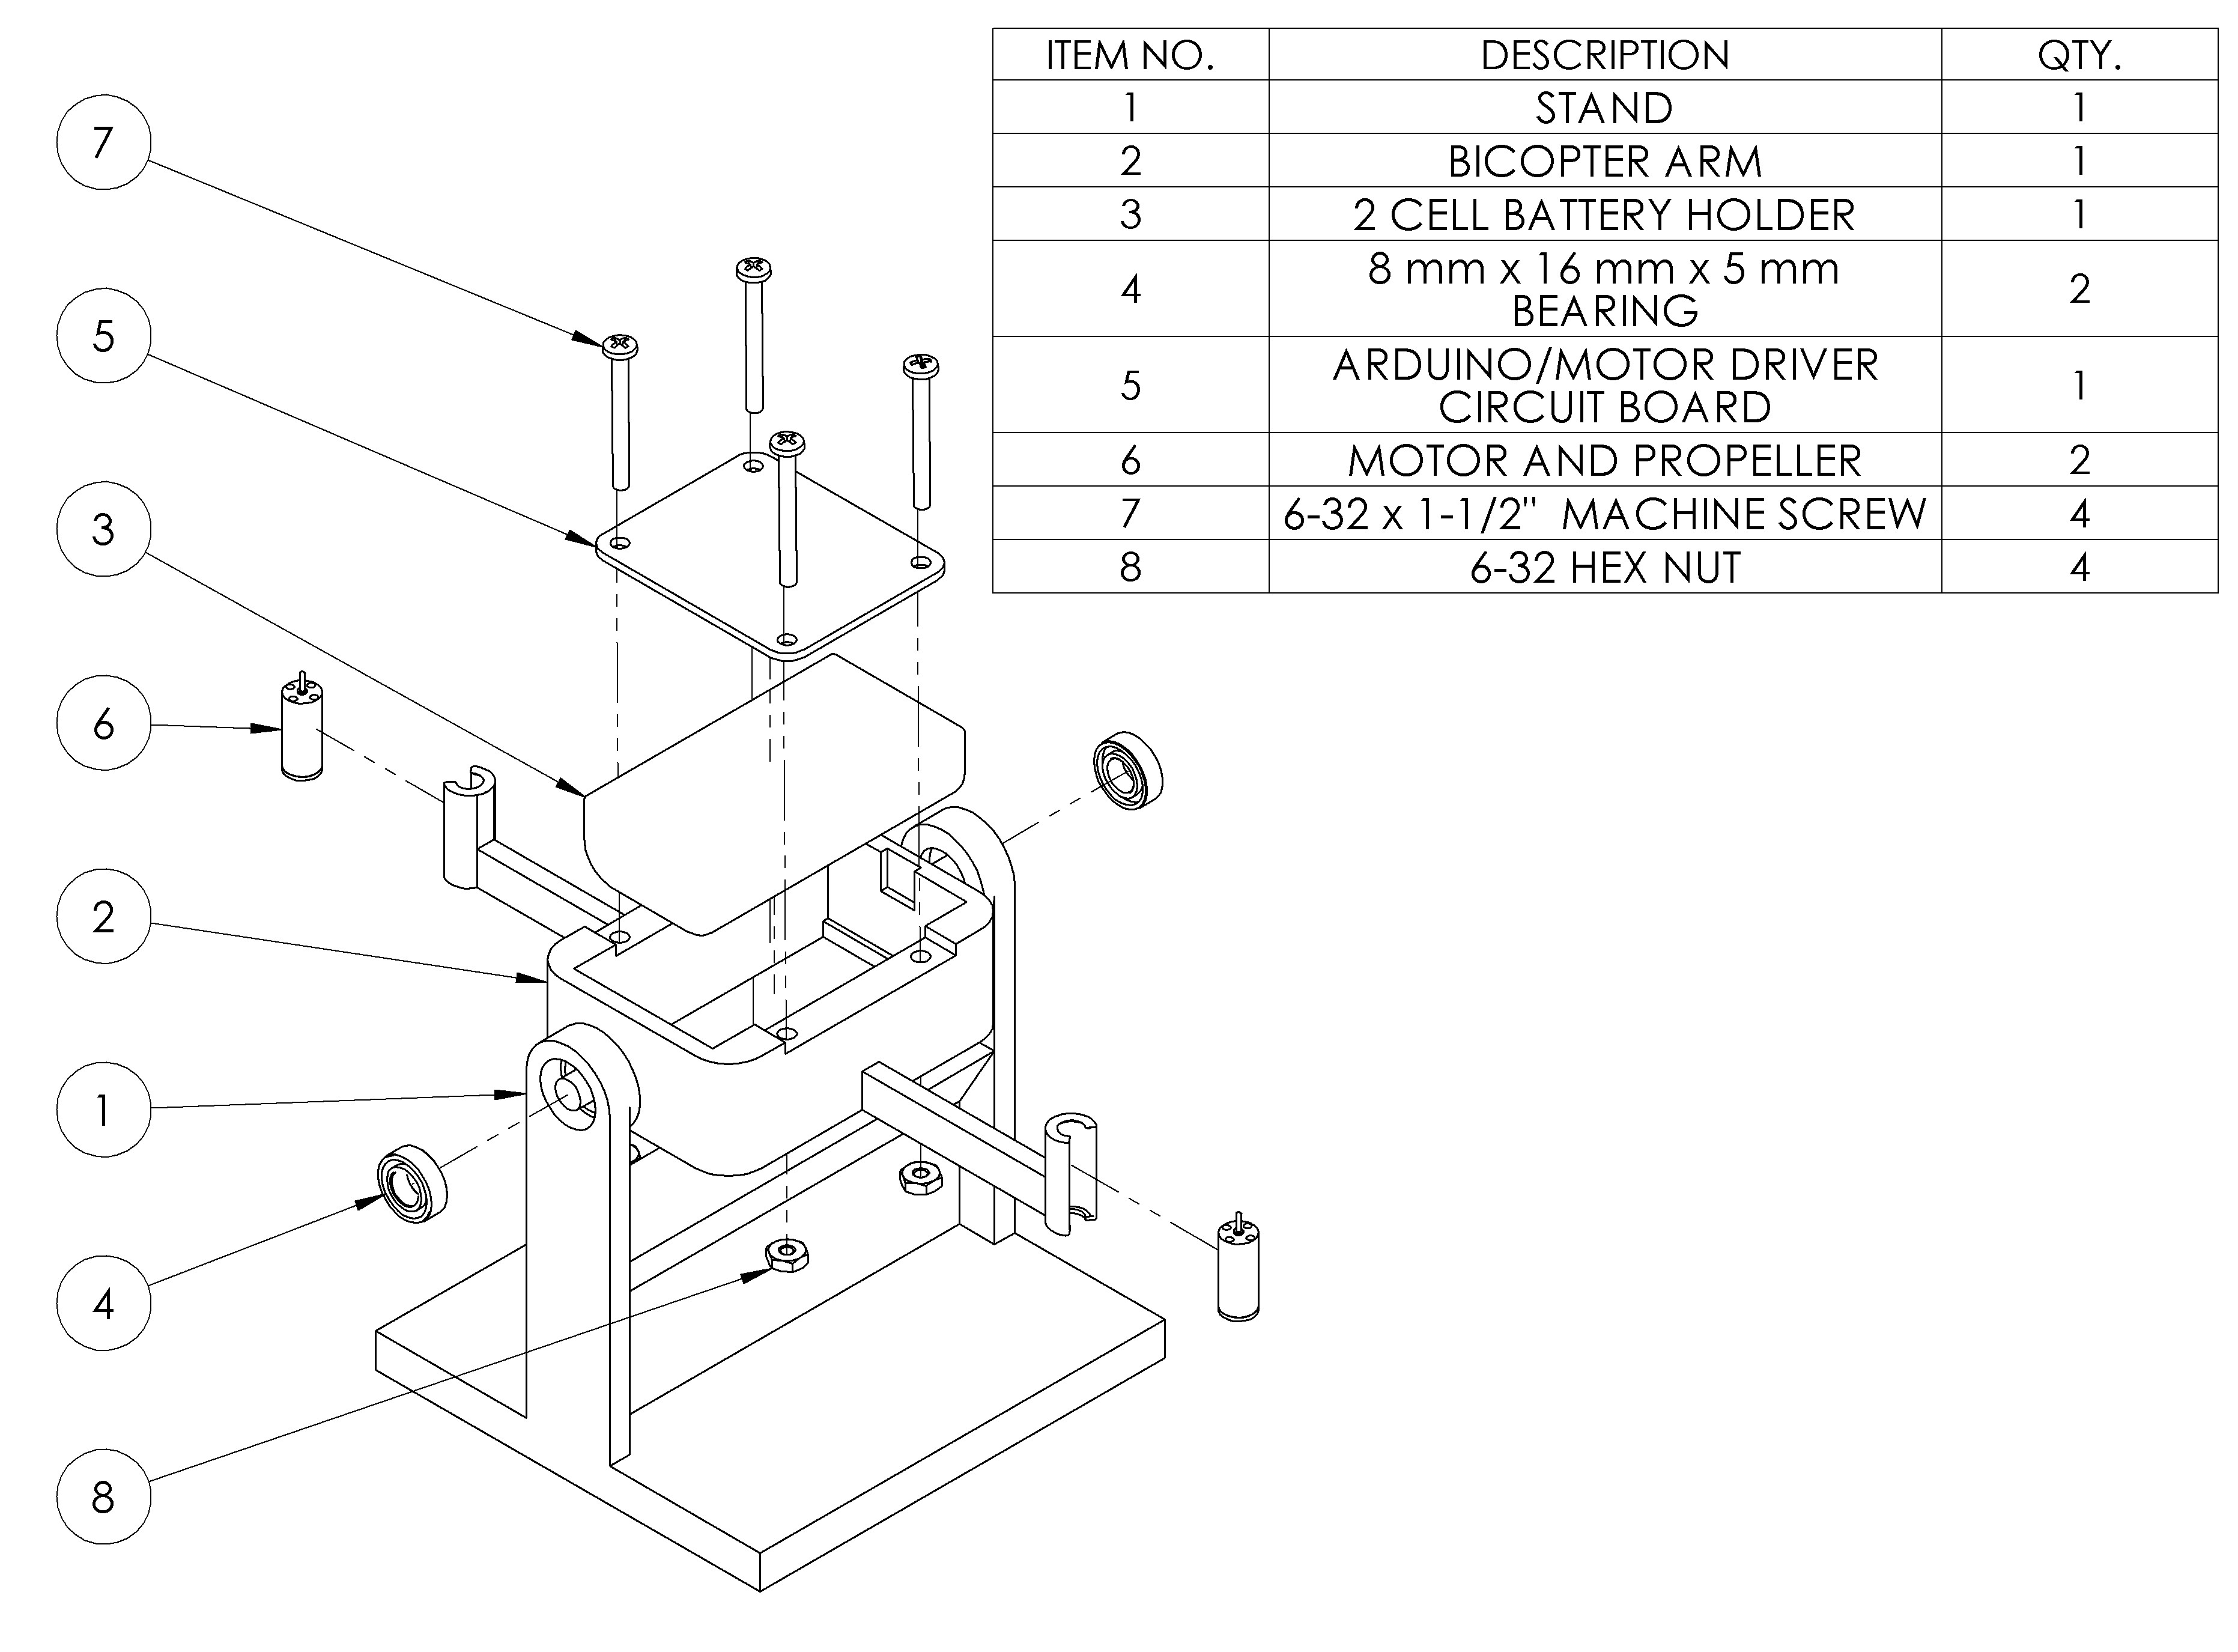 ITEM NO. DESCRIPTION QTY.
1 STAND 1
2 BICOPTER ARM 1
3 2 CELL BATTERY HOLDER 1
4 8 mm x 16 mm x 5 mm BEARING 2
5 ARDUINO/MOTOR DRIVER CIRCUIT BOARD 1
6 MOTOR AND PROPELLER 2
7 6-32 x 1-1/2" MACHINE SCREW 4
8 6-32 HEX NUT 4
7
5
3
6
2
1
4
8